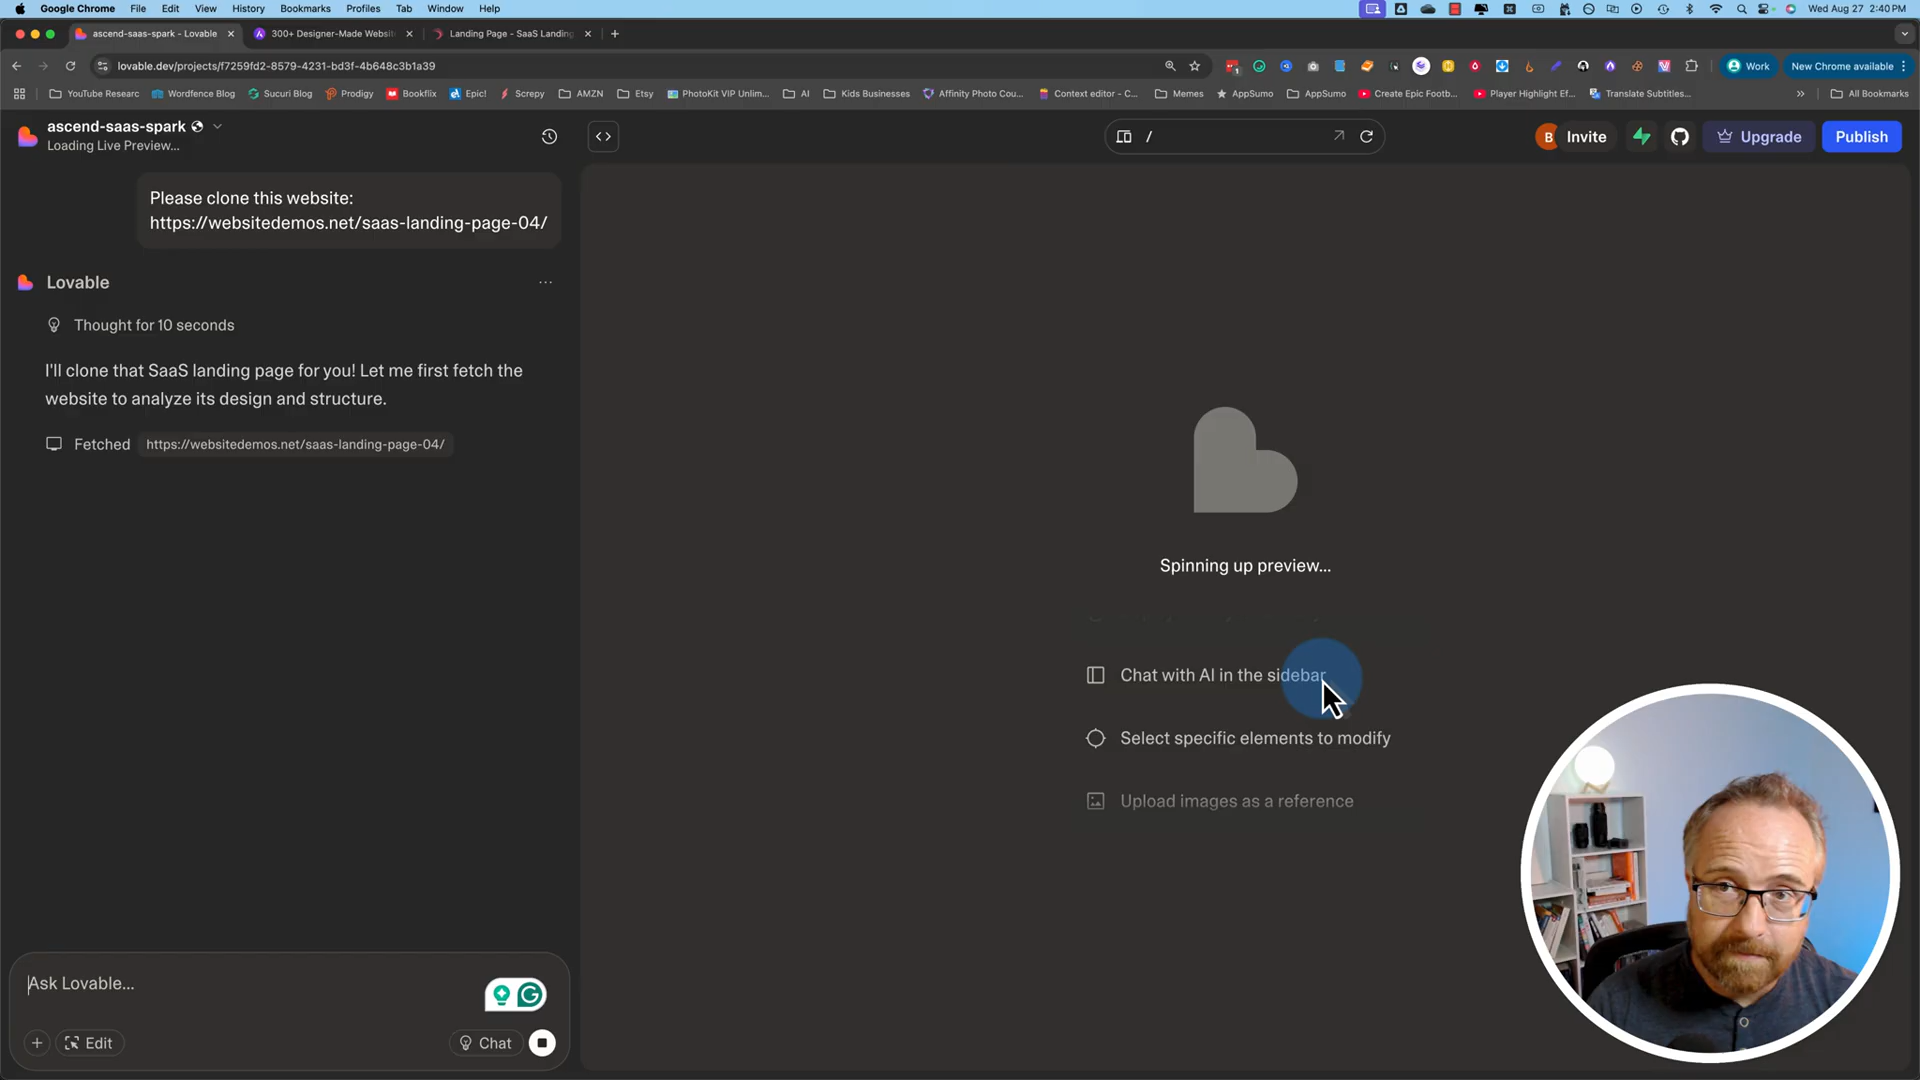 Google Chrome File Edit View History Bookmarks Profiles Tab Window Help Wed Aug 27 2:40 PM
ascend-saas-spark - Lovable
300+ Designer-Made Websit
Landing Page - SaaS Landing
lovable.dev/projects/f7259fd2-8579-4231-bd3f-4b648c3b1a39
Work
New Chrome available
YouTube Researc
Wordfence Blog
Sucuri Blog
Prodigy
Bookflix
Epic!
Screpy
AMZN
Etsy
PhotoKit VIP Unlim...
AI
Kids Businesses
Affinity Photo Cou...
Context editor - C...
Memes
AppSumo
AppSumo
Create Epic Footb...
Player Highlight Ef...
Translate Subtitles...
All Bookmarks
ascend-saas-spark
Loading Live Preview...
/
B Invite
Upgrade
Publish
Please clone this website:
https://websitedemos.net/saas-landing-page-04/
Lovable
Thought for 10 seconds
I'll clone that SaaS landing page for you! Let me first fetch the
website to analyze its design and structure.
Fetched https://websitedemos.net/saas-landing-page-04/
Spinning up preview...
Chat with AI in the sidebar
Select specific elements to modify
Upload images as a reference
Ask Lovable...
Edit
Chat